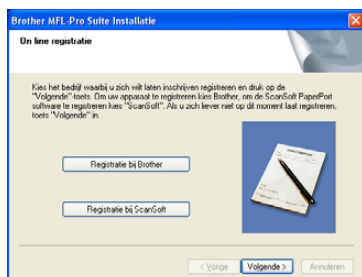 Brother MFL-Pro Suite Installatie
On line registratie
Kies het bedrijf waarbij u zich wilt laten inschrijven registreren en druk op de
"Volgende"-toets. Om uw apparaat te registreren kies Brother, om de ScanSoft PaperPort
software te registreren kies "ScanSoft". Als u zich liever niet op dit moment laat registreren,
toets "Volgende" in.
Registratie bij Brother
Registratie bij ScanSoft
< Vorige
Volgende >
Annuleren